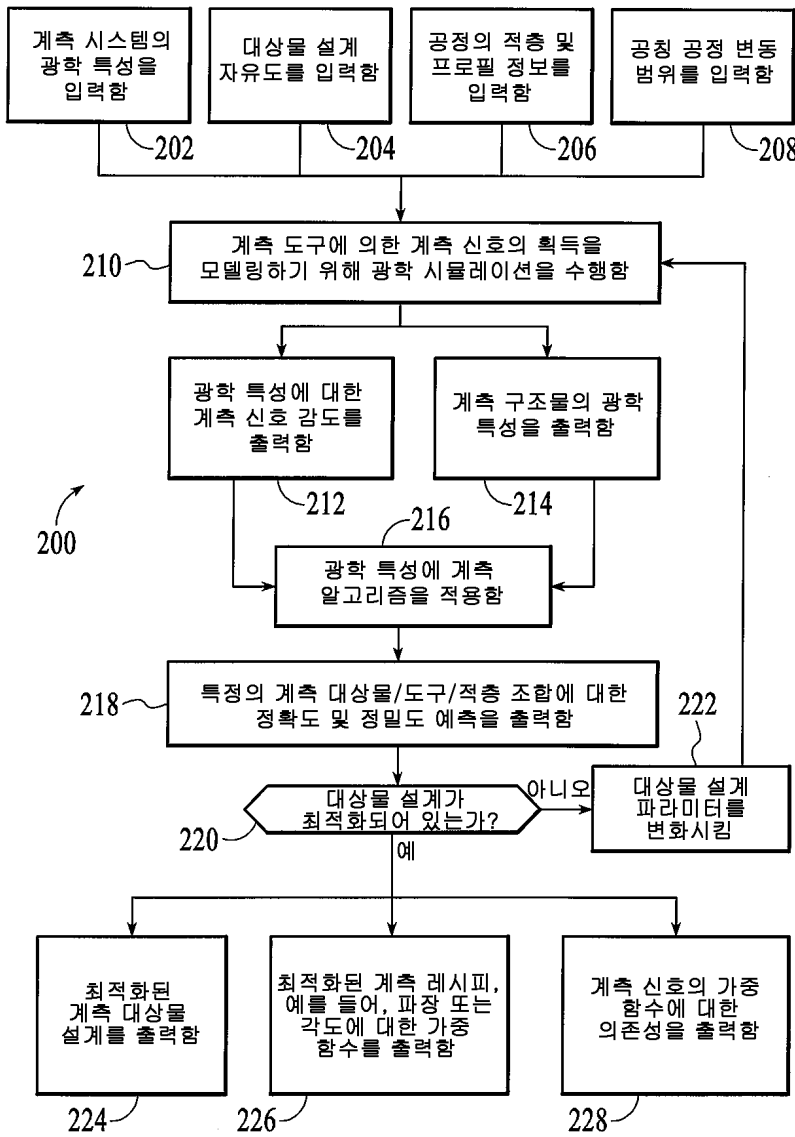 계측 시스템의
광학 특성을
입력함
202
대상물 설계
자유도를 입력함
204
공정의 적층 및
프로필 정보를
입력함
206
공칭 공정 변동
범위를 입력함
208
계측 도구에 의한 계측 신호의 획득을
모델링하기 위해 광학 시뮬레이션을 수행함
210
광학 특성에 대한
계측 신호 감도를
출력함
212
계측 구조물의 광학
특성을 출력함
214
200
216
광학 특성에 계측
알고리즘을 적용함
218
특정의 계측 대상물/도구/적층 조합에 대한
정확도 및 정밀도 예측을 출력함
대상물 설계가
최적화되어 있는가?
220
아니오
예
222
대상물 설계
파라미터를
변화시킴
최적화된
계측 대상물
설계를 출력함
224
최적화된 계측 레시피,
예를 들어, 파장 또는
각도에 대한 가중
함수를 출력함
226
계측 신호의 가중
함수에 대한
의존성을 출력함
228